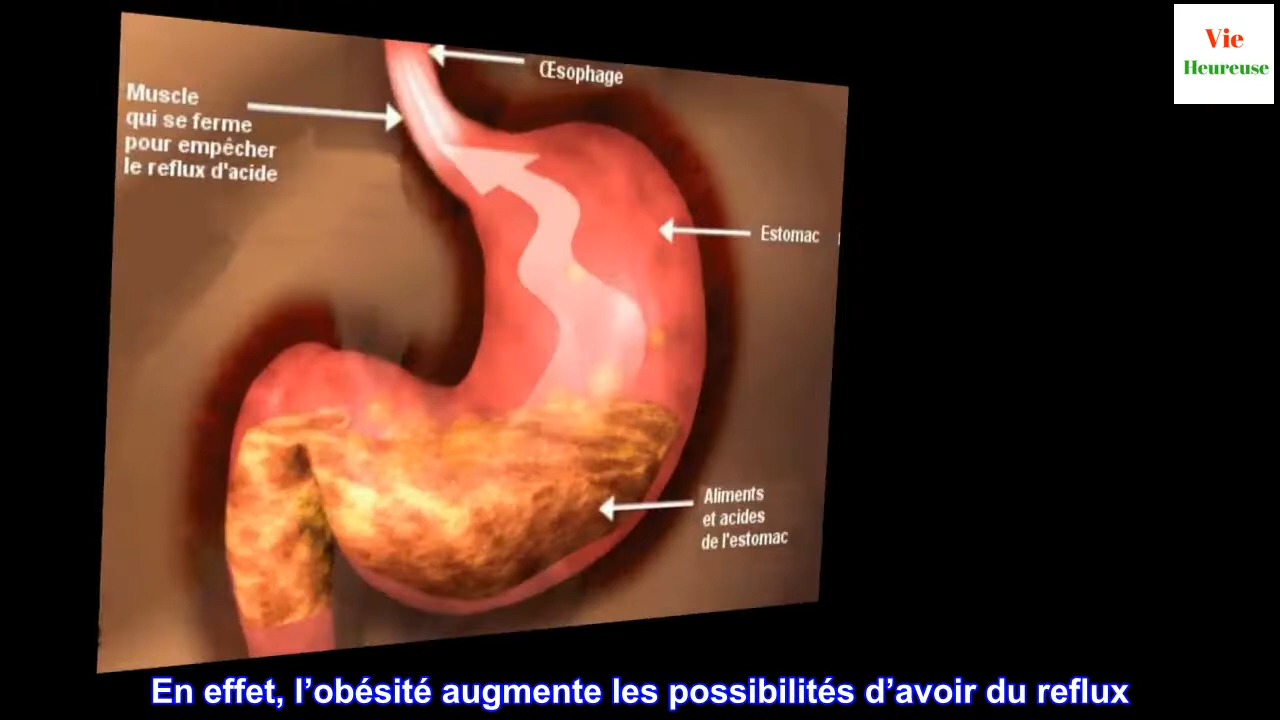 Vie
Heureuse
Œsophage
Muscle
qui se ferme
pour empêcher
le reflux d'acide
Estomac
Aliments
et acides
de l'estomac
En effet, l’obésité augmente les possibilités d’avoir du reflux